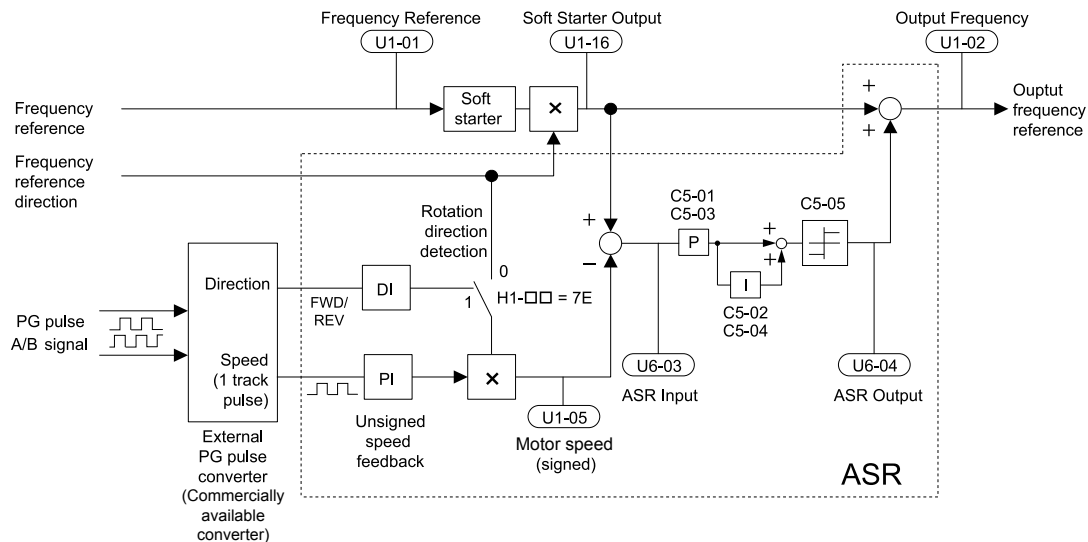 Frequency Reference
U1-01
Soft Starter Output
U1-16
Output Frequency
U1-02
Frequency
reference
Soft
starter
×
+
+
Ouptut
frequency
reference
Frequency
reference
direction
Rotation
direction
detection
0
1
H1-□□ = 7E
+
−
C5-01
C5-03
P
+
+
I
C5-02
C5-04
C5-05
Direction
FWD/
REV
DI
PG pulse
A/B signal
Speed
(1 track
pulse)
PI
×
Unsigned
speed
feedback
U1-05
Motor speed
(signed)
U6-03
ASR Input
U6-04
ASR Output
External
PG pulse
converter
(Commercially
available
converter)
ASR